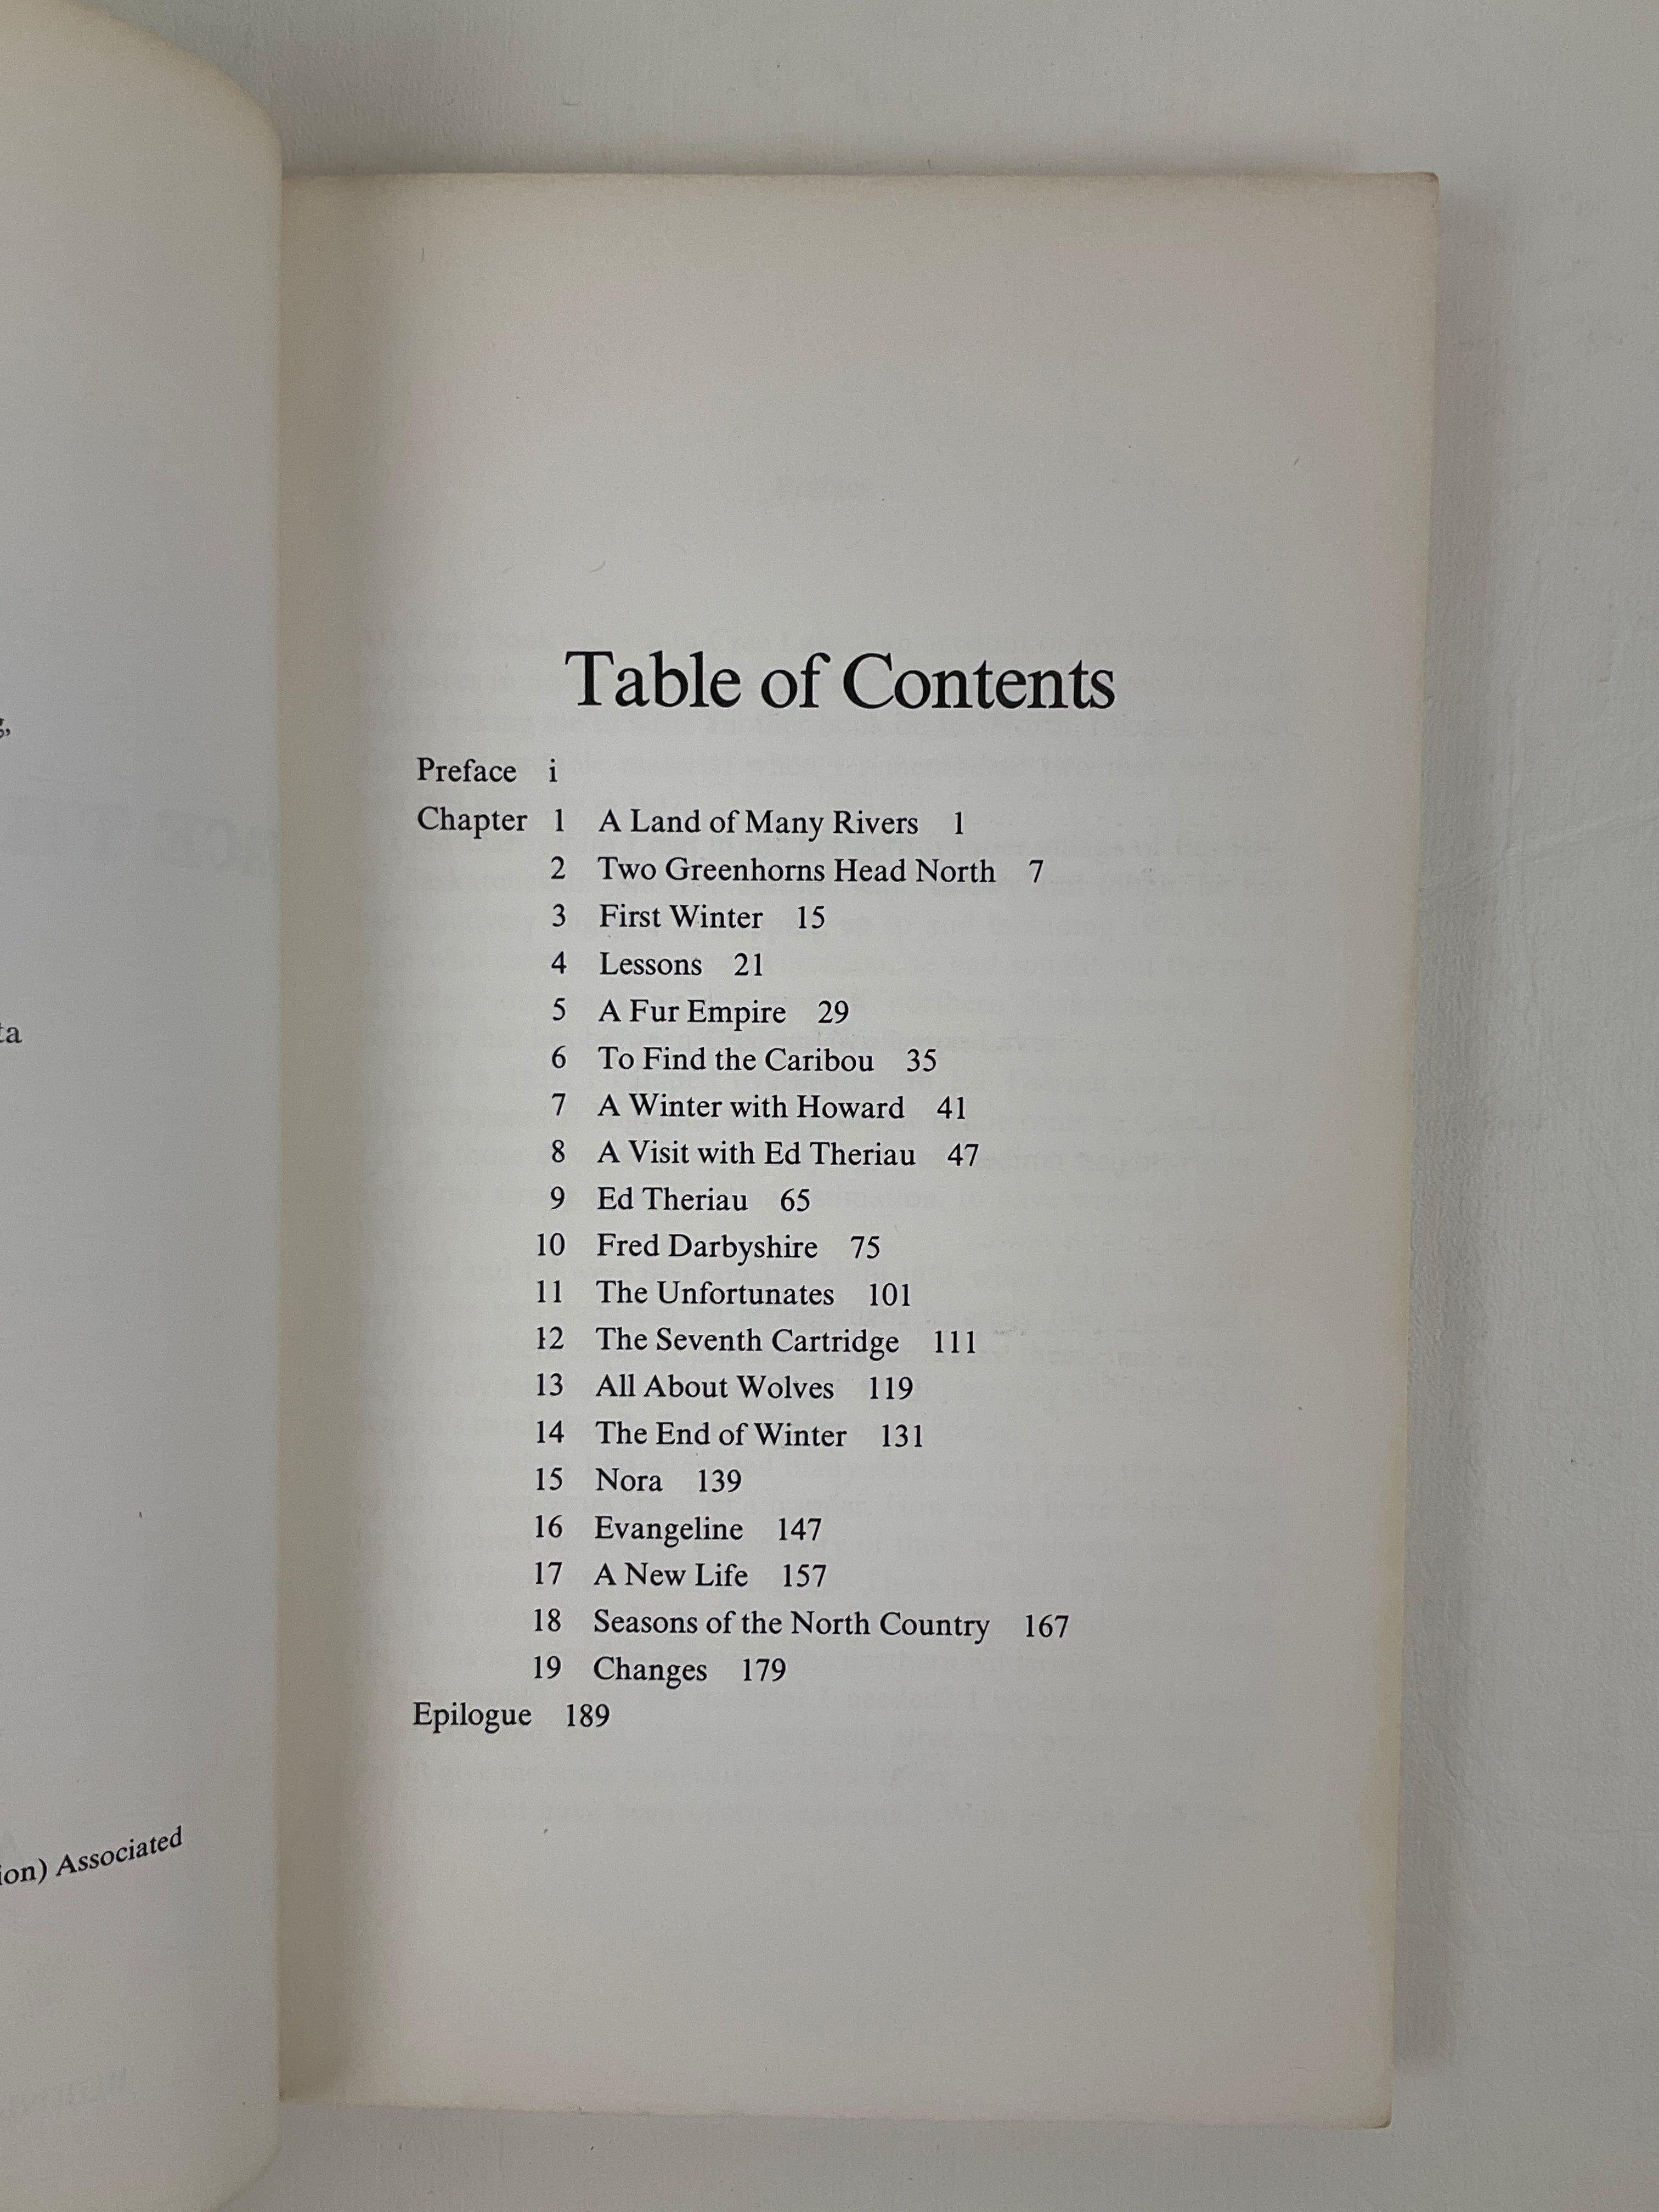 ta
ion) Associated
Table of Contents
Preface i
Chapter 1 A Land of Many Rivers 1
2 Two Greenhorns Head North 7
3 First Winter 15
4 Lessons 21
5 A Fur Empire 29
6 To Find the Caribou 35
7 A Winter with Howard 41
8 A Visit with Ed Theriau 47
9 Ed Theriau 65
10 Fred Darbyshire 75
11 The Unfortunates 101
12 The Seventh Cartridge 111
13 All About Wolves 119
14 The End of Winter 131
15 Nora 139
16 Evangeline 147
17 A New Life 157
18 Seasons of the North Country 167
19 Changes 179
Epilogue 189